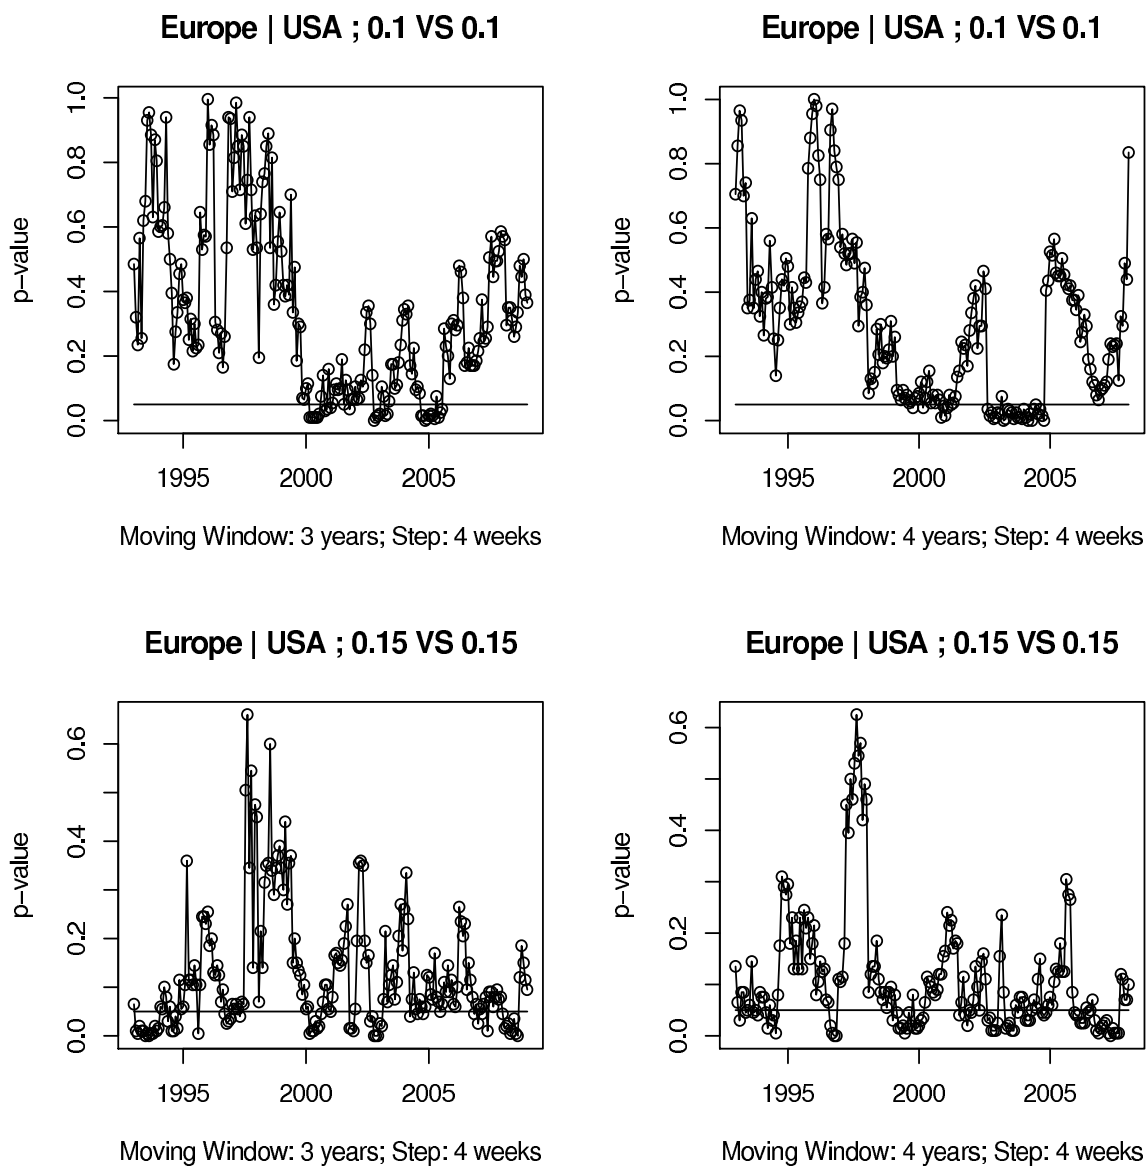 Europe | USA ; 0.1 VS 0.1
p−value
0.0 0.2 0.4 0.6 0.8 1.0
1995 2000 2005
Moving Window: 3 years; Step: 4 weeks
Europe | USA ; 0.1 VS 0.1
p−value
0.0 0.2 0.4 0.6 0.8 1.0
1995 2000 2005
Moving Window: 4 years; Step: 4 weeks
Europe | USA ; 0.15 VS 0.15
p−value
0.0 0.2 0.4 0.6
1995 2000 2005
Moving Window: 3 years; Step: 4 weeks
Europe | USA ; 0.15 VS 0.15
p−value
0.0 0.2 0.4 0.6
1995 2000 2005
Moving Window: 4 years; Step: 4 weeks